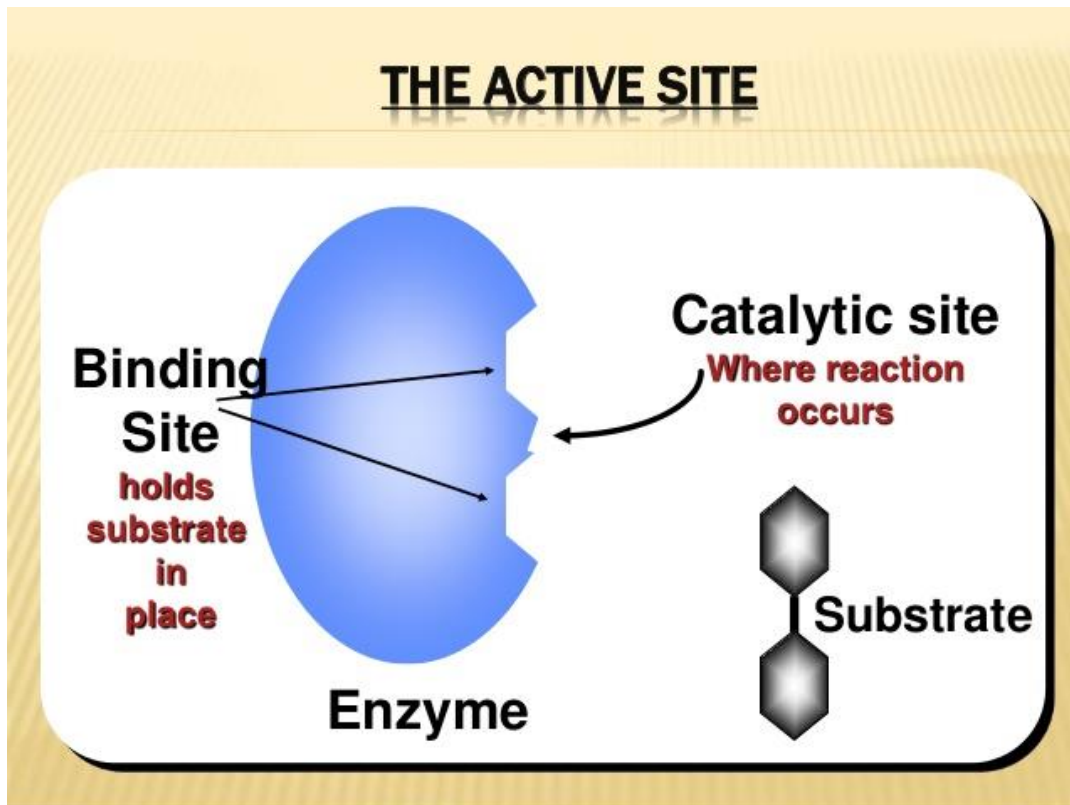 THE ACTIVE SITE
Binding
Site
holds
substrate
in
place
Catalytic site
Where reaction
occurs
Substrate
Enzyme